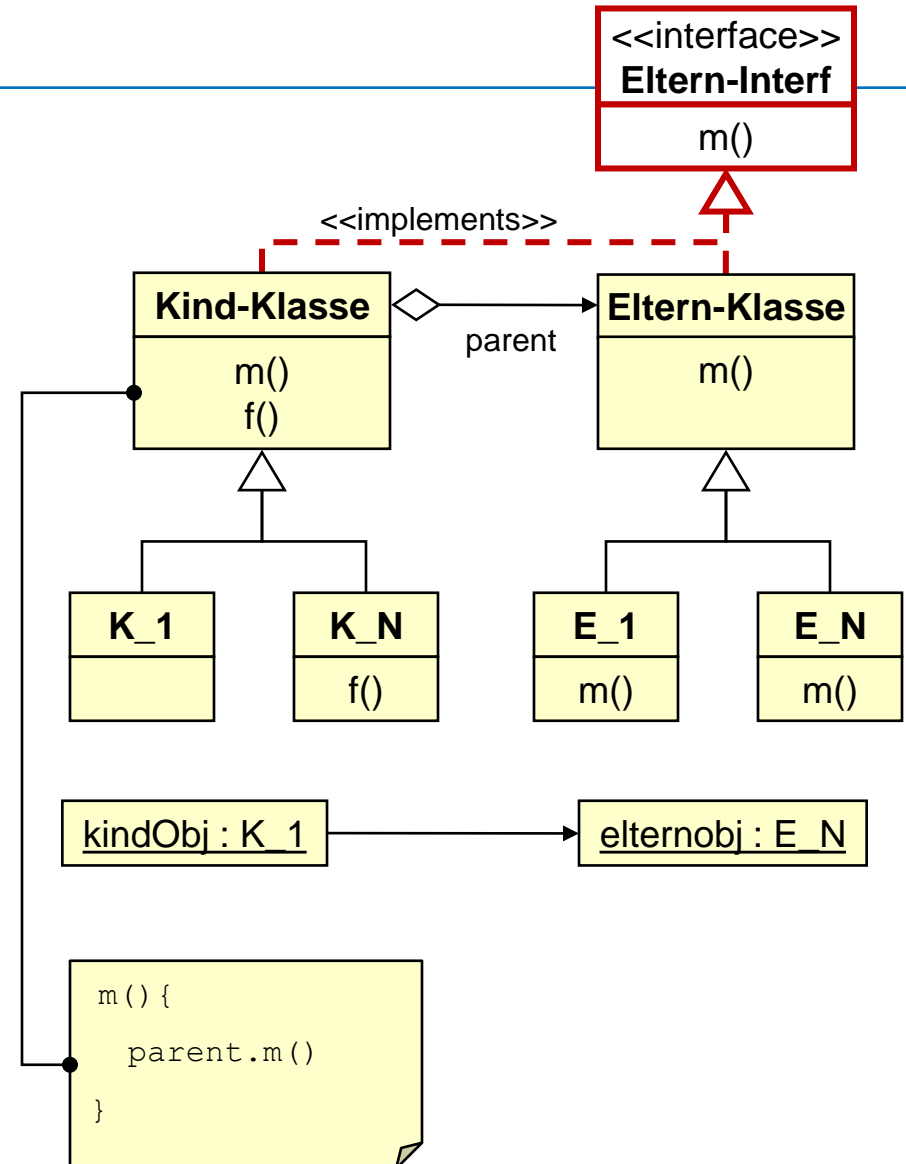 <<interface>>
Eltern-Interf
m()
<<implements>>
Kind-Klasse
m()
f()
parent
Eltern-Klasse
m()
K_1
K_N
f()
E_1
m()
E_N
m()
kindObj : K_1
elternobj : E_N
m(){
parent.m()
}